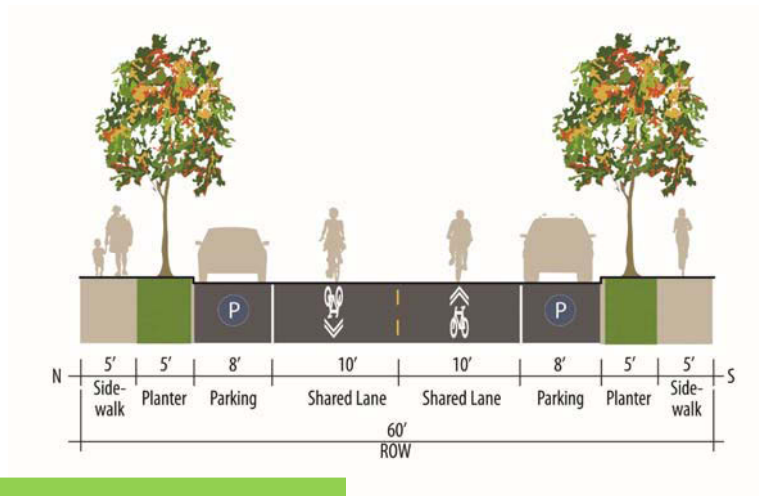 P P
5′ 5′ 8′ 10′ 10′ 8′ 5′ 5′
N S
Side- Planter Parking Shared Lane Shared Lane Parking Planter Side-
walk walk
60′
ROW